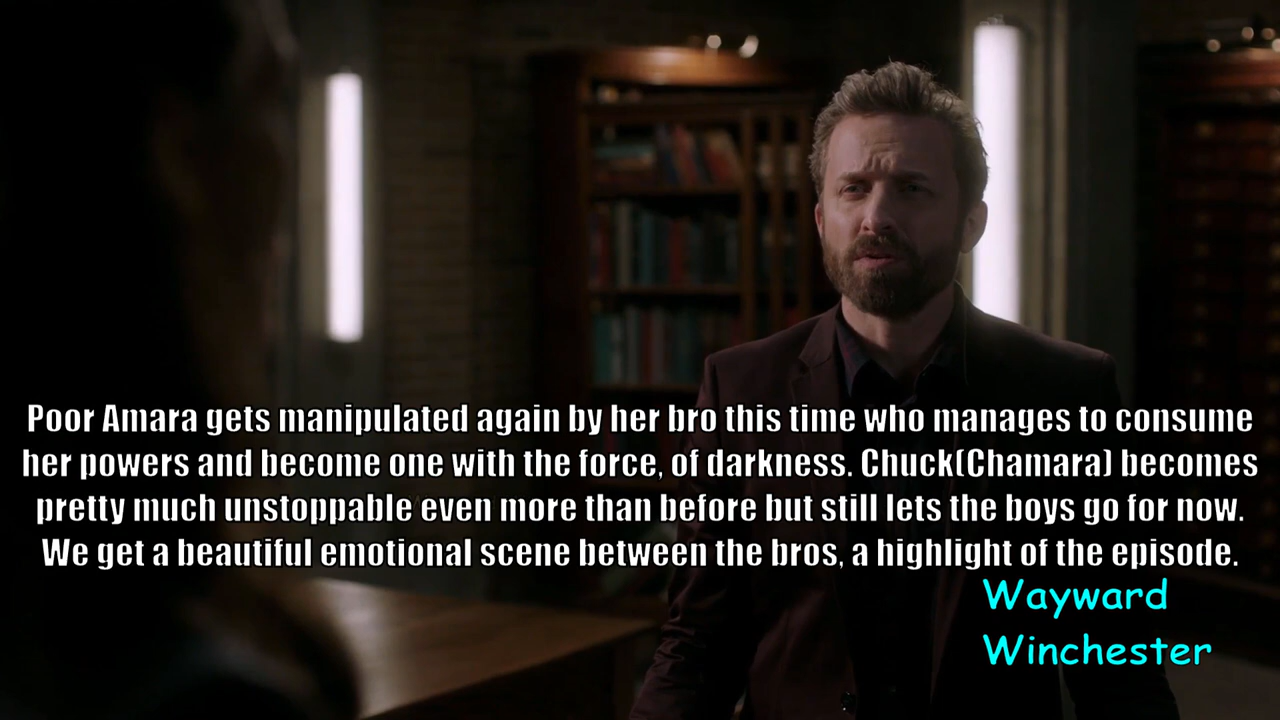 Poor Amara gets manipulated again by her bro this time who manages to consume
her powers and become one with the force, of darkness. Chuck(Chamara) becomes
pretty much unstoppable even more than before but still lets the boys go for now.
We get a beautiful emotional scene between the bros, a highlight of the episode.
Wayward
Winchester